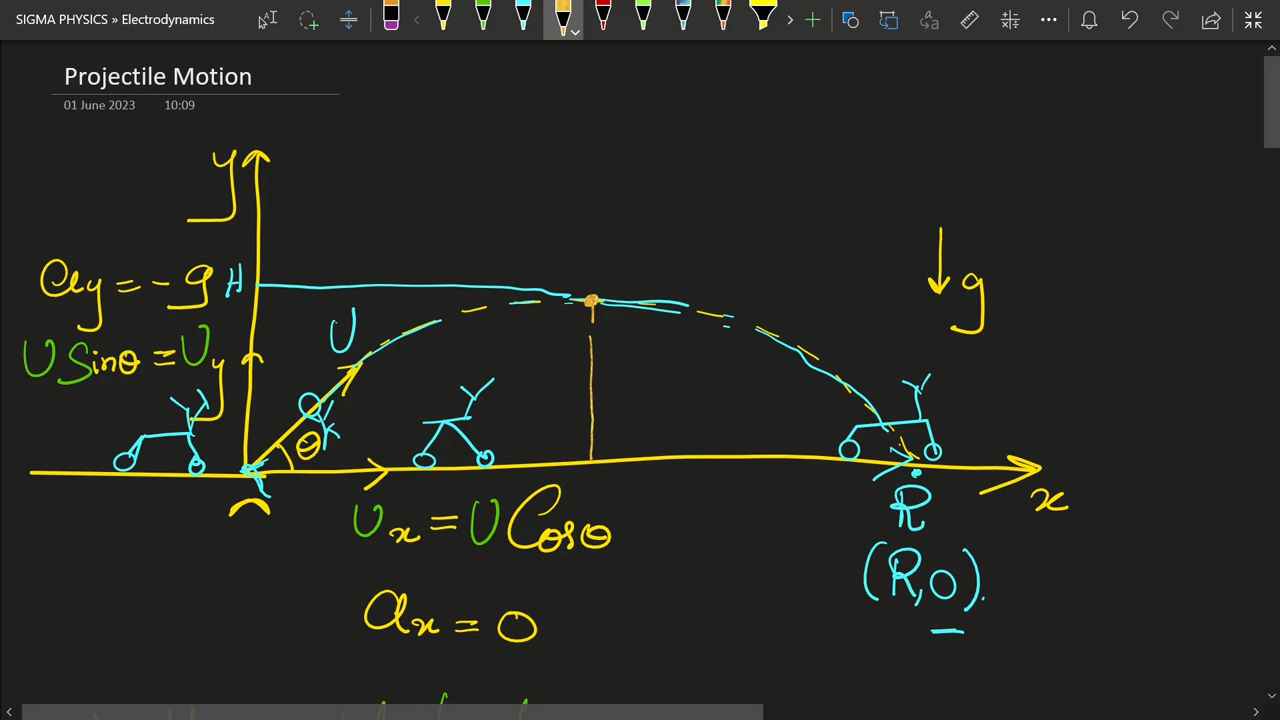 SIGMA PHYSICS » Electrodynamics
Projectile Motion
01 June 2023 10:09
y
ay = - g
H
g
U
U Sinθ = Uy
θ
x
R
Ux = U Cosθ
(R, 0).
ax = 0